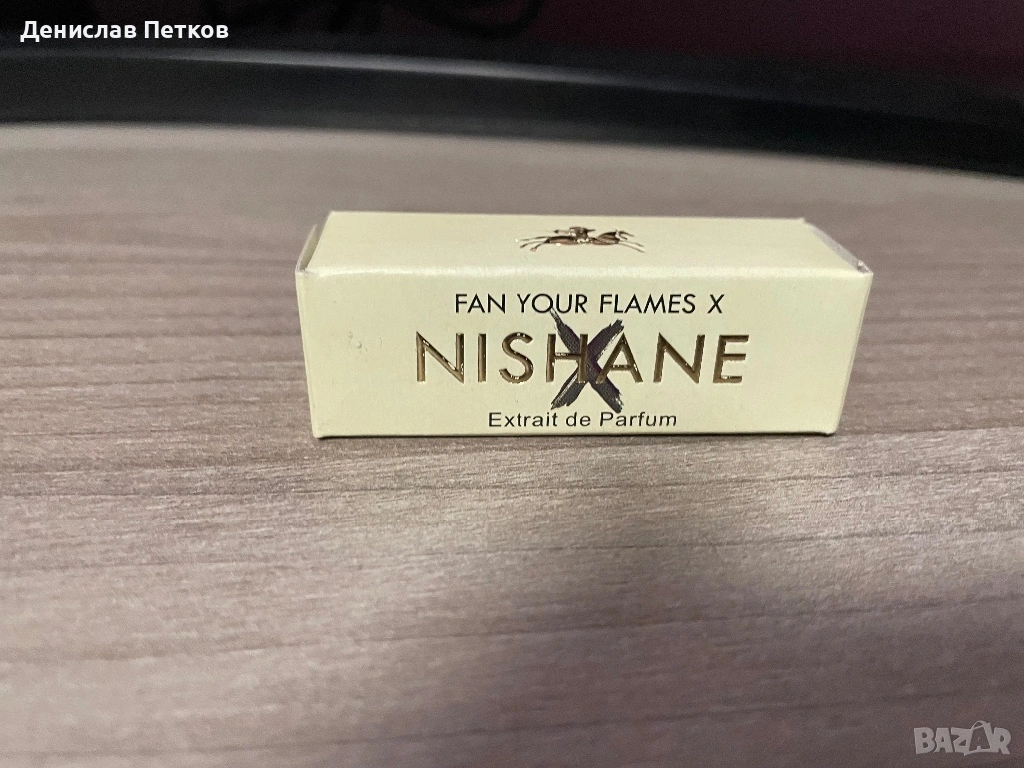 Денислав Петков
FAN YOUR FLAMES X
NISHANE
X
Extrait de Parfum
BAZAR